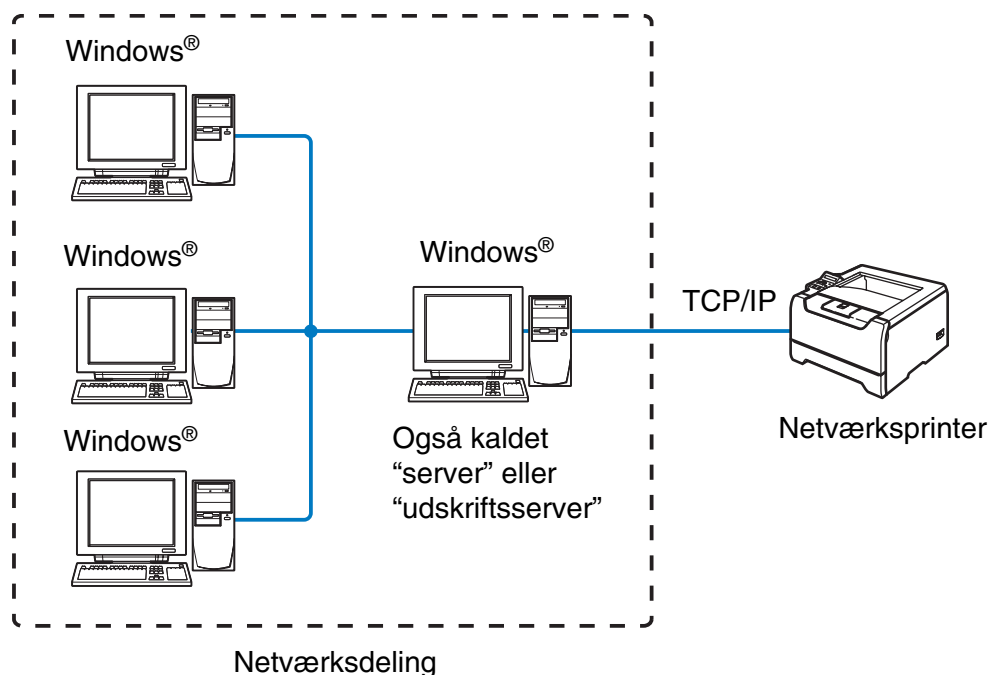 Windows®
Windows®
Windows®
Windows®
Også kaldet
“server” eller
“udskriftsserver”
TCP/IP
Netværksprinter
Netværksdeling